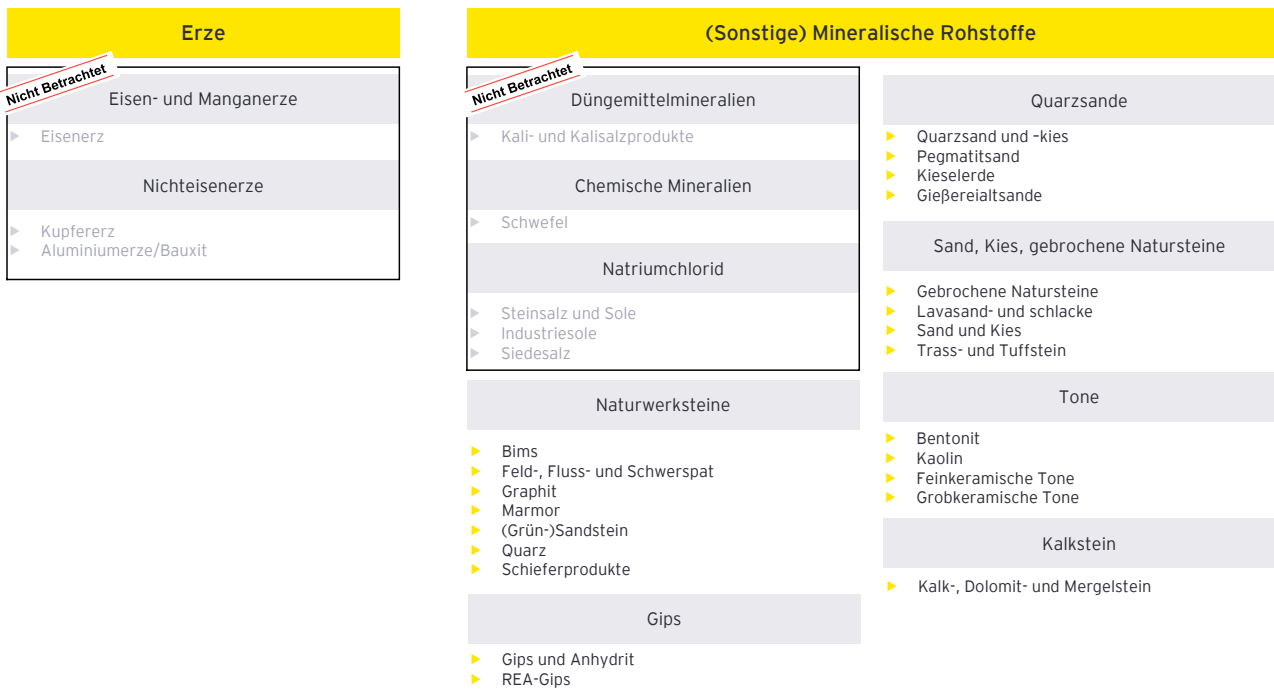 Erze
Nicht Betrachtet
Eisen- und Manganerze
Eisenerz
Nichteisenerze
Kupfererz
Aluminiumerze/Bauxit
(Sonstige) Mineralische Rohstoffe
Nicht Betrachtet
Düngemittelmineralien
Kali- und Kalisalzprodukte
Chemische Mineralien
Schwefel
Natriumchlorid
Steinsalz und Sole
Industriesole
Siedesalz
Naturwerksteine
Bims
Feld-, Fluss- und Schwerspat
Graphit
Marmor
(Grün-)Sandstein
Quarz
Schieferprodukte
Gips
Gips und Anhydrit
REA-Gips
Quarzsande
Quarzsand und –kies
Pegmatitsand
Kieselerde
Gießereialtsande
Sand, Kies, gebrochene Natursteine
Gebrochene Natursteine
Lavasand- und schlacke
Sand und Kies
Trass- und Tuffstein
Tone
Bentonit
Kaolin
Feinkeramische Tone
Grobkeramische Tone
Kalkstein
Kalk-, Dolomit- und Mergelstein